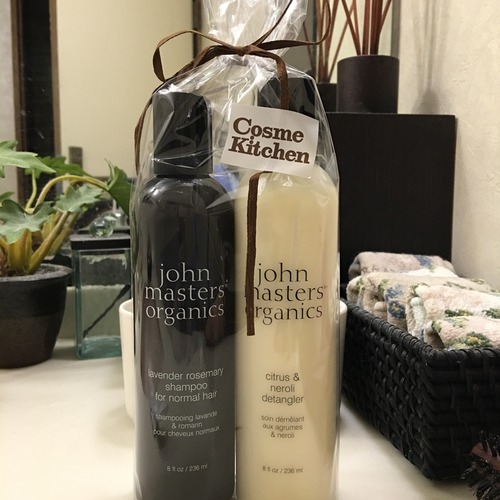 Cosme
Kitchen
john
masters
organics
lavender rosemary
shampoo
for normal hair
shampooing lavande
& romarin
pour cheveux normaux
8 fl oz / 236 ml
john
masters
organics
citrus &
neroli
detangler
soin démêlant
aux agrumes
& neroli
8 fl oz / 236 ml